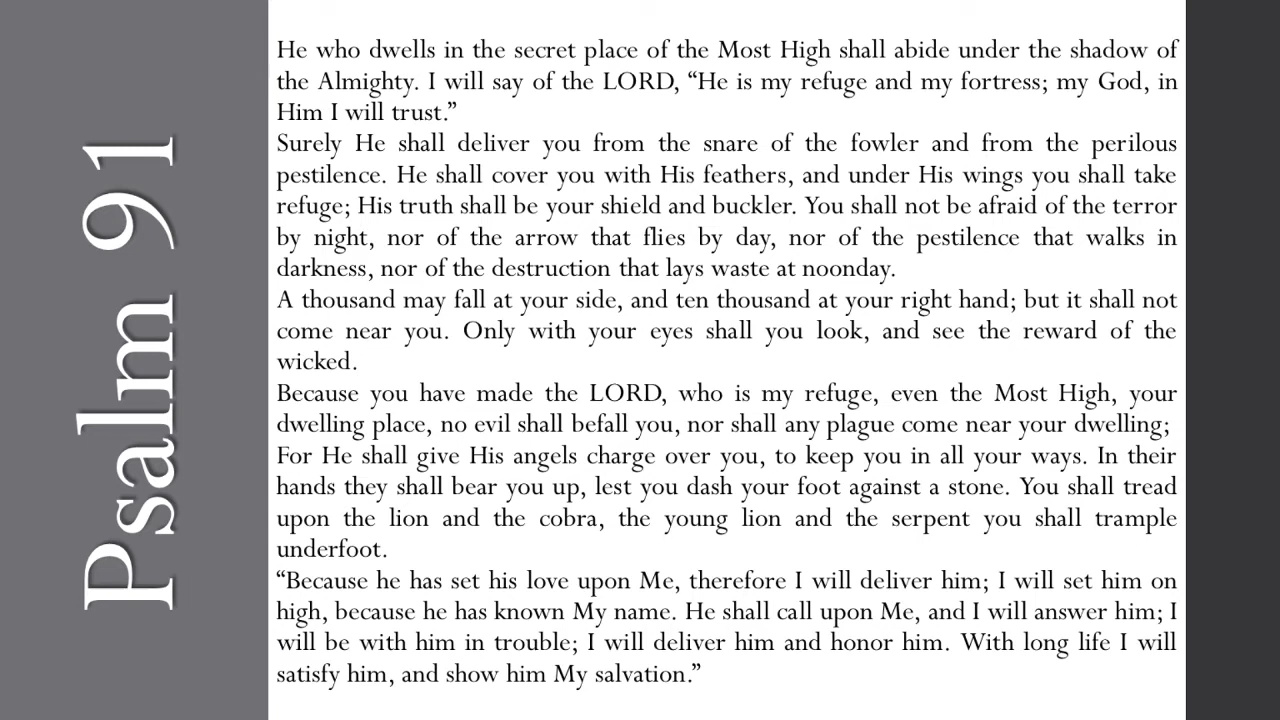 Psalm 91
He who dwells in the secret place of the Most High shall abide under the shadow of
the Almighty. I will say of the LORD, “He is my refuge and my fortress; my God, in
Him I will trust.”
Surely He shall deliver you from the snare of the fowler and from the perilous
pestilence. He shall cover you with His feathers, and under His wings you shall take
refuge; His truth shall be your shield and buckler. You shall not be afraid of the terror
by night, nor of the arrow that flies by day, nor of the pestilence that walks in
darkness, nor of the destruction that lays waste at noonday.
A thousand may fall at your side, and ten thousand at your right hand; but it shall not
come near you. Only with your eyes shall you look, and see the reward of the
wicked.
Because you have made the LORD, who is my refuge, even the Most High, your
dwelling place, no evil shall befall you, nor shall any plague come near your dwelling;
For He shall give His angels charge over you, to keep you in all your ways. In their
hands they shall bear you up, lest you dash your foot against a stone. You shall tread
upon the lion and the cobra, the young lion and the serpent you shall trample
underfoot.
“Because he has set his love upon Me, therefore I will deliver him; I will set him on
high, because he has known My name. He shall call upon Me, and I will answer him; I
will be with him in trouble; I will deliver him and honor him. With long life I will
satisfy him, and show him My salvation.”